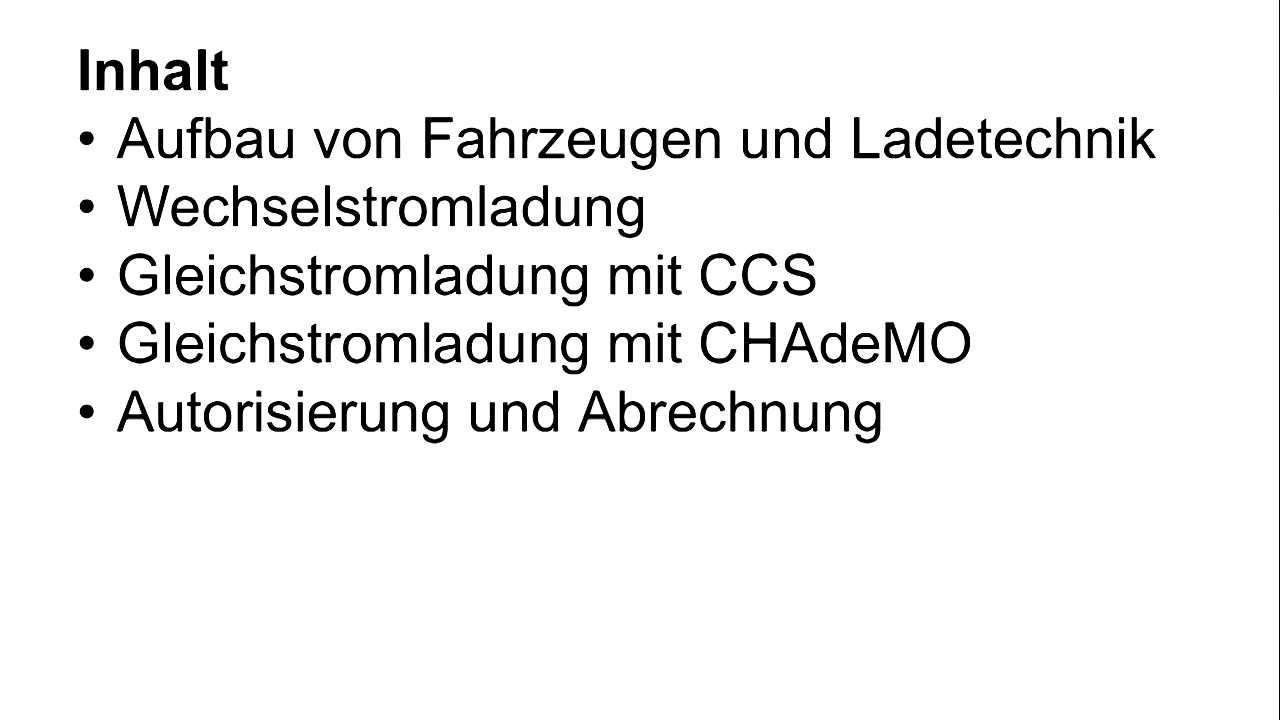 Inhalt
• Aufbau von Fahrzeugen und Ladetechnik
• Wechselstromladung
• Gleichstromladung mit CCS
• Gleichstromladung mit CHAdeMO
• Autorisierung und Abrechnung